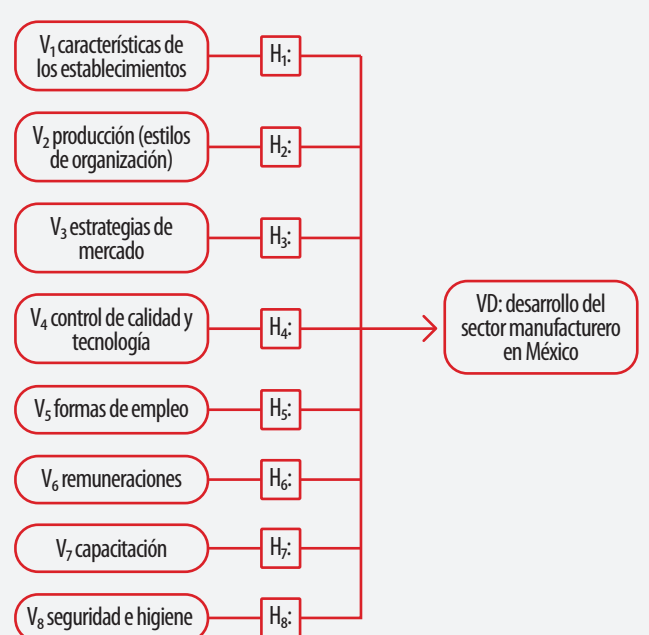 V₁ características de
los establecimientos
H₁:
V₂ producción (estilos
de organización)
H₂:
V₃ estrategias de
mercado
H₃:
V₄ control de calidad y
tecnología
H₄:
V₅ formas de empleo
H₅:
V₆ remuneraciones
H₆:
V₇ capacitación
H₇:
V₈ seguridad e higiene
H₈:
VD: desarrollo del
sector manufacturero
en México